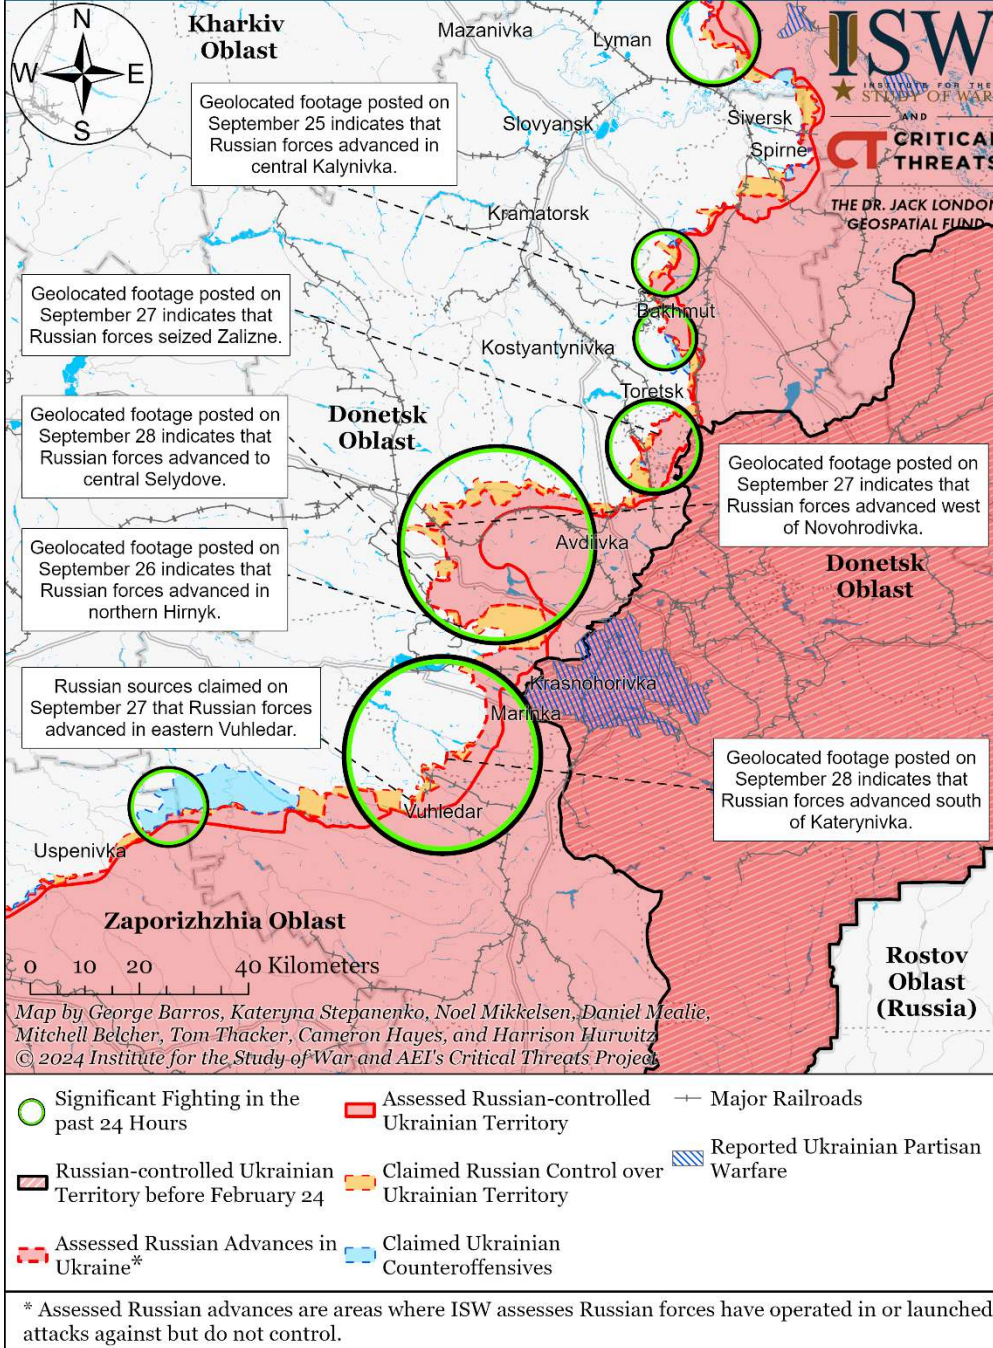 N
W
E
S
Kharkiv
Oblast
Mazanivka
Lyman
ISW
INSTITUTE FOR THE
STUDY OF WAR
AND
CRITICAL
THREATS
THE DR. JACK LONDON
GEOSPATIAL FUND
Geolocated footage posted on
September 25 indicates that
Russian forces advanced in
central Kalynivka.
Slovyansk
Siversk
Spirne
Kramatorsk
Geolocated footage posted on
September 27 indicates that
Russian forces seized Zalizne.
Bakhmut
Kostyantynivka
Toretsk
Donetsk
Oblast
Geolocated footage posted on
September 28 indicates that
Russian forces advanced to
central Selydove.
Geolocated footage posted on
September 27 indicates that
Russian forces advanced west
of Novohrodivka.
Avdiivka
Geolocated footage posted on
September 26 indicates that
Russian forces advanced in
northern Hirnyk.
Donetsk
Oblast
Russian sources claimed on
September 27 that Russian forces
advanced in eastern Vuhledar.
Krasnohorivka
Marinka
Geolocated footage posted on
September 28 indicates that
Russian forces advanced south
of Katerynivka.
Vuhledar
Uspenivka
Zaporizhzhia Oblast
Rostov
Oblast
(Russia)
0 10 20 40 Kilometers
Map by George Barros, Kateryna Stepanenko, Noel Mikkelsen, Daniel Mealie,
Mitchell Belcher, Tom Thacker, Cameron Hayes, and Harrison Hurwitz
© 2024 Institute for the Study of War and AEI's Critical Threats Project
Significant Fighting in the
past 24 Hours
Russian-controlled Ukrainian
Territory before February 24
Assessed Russian Advances in
Ukraine*
Assessed Russian-controlled
Ukrainian Territory
Claimed Russian Control over
Ukrainian Territory
Claimed Ukrainian
Counteroffensives
Major Railroads
Reported Ukrainian Partisan
Warfare
* Assessed Russian advances are areas where ISW assesses Russian forces have operated in or launched
attacks against but do not control.